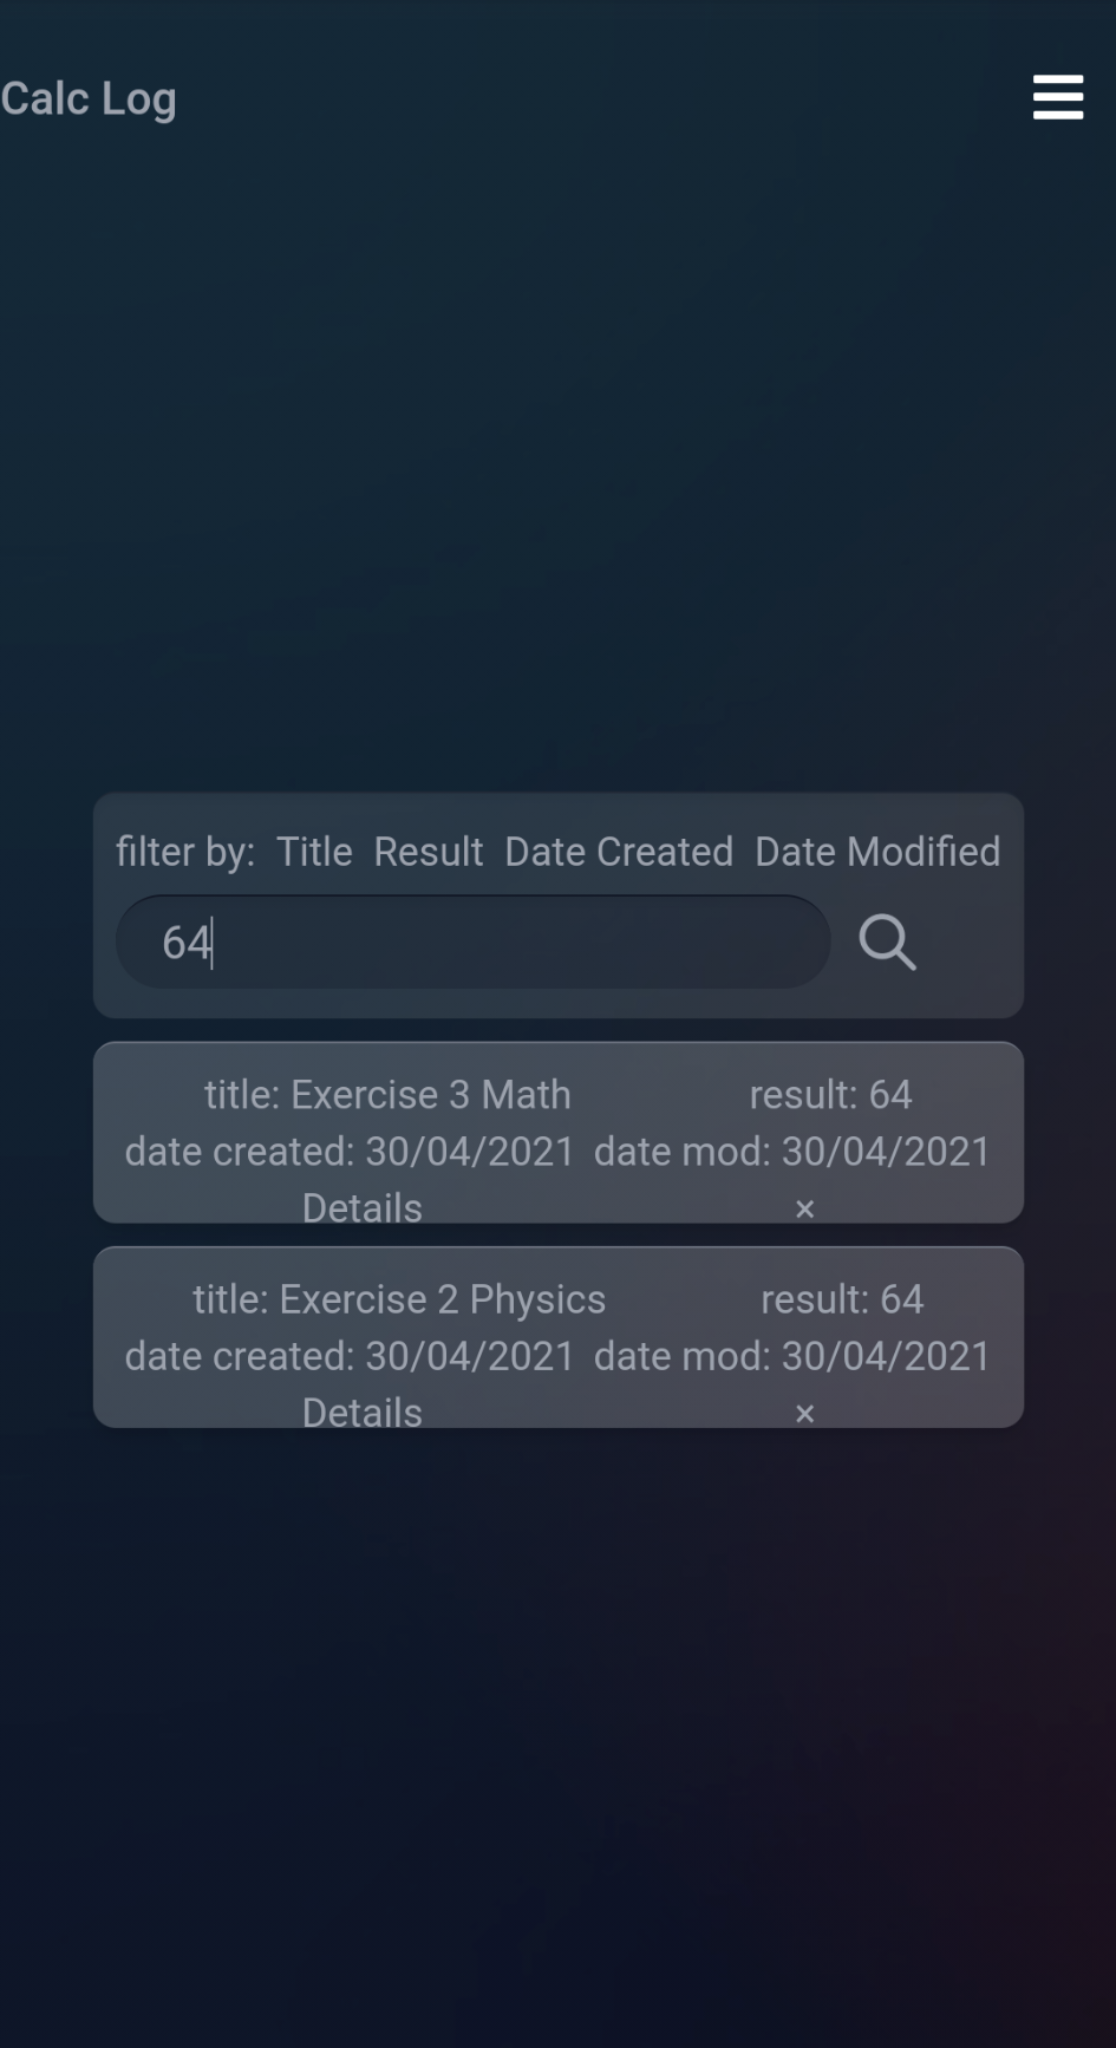 Calc Log
filter by: Title Result Date Created Date Modified
64
title: Exercise 3 Math result: 64
date created: 30/04/2021 date mod: 30/04/2021
Details ×
title: Exercise 2 Physics result: 64
date created: 30/04/2021 date mod: 30/04/2021
Details ×